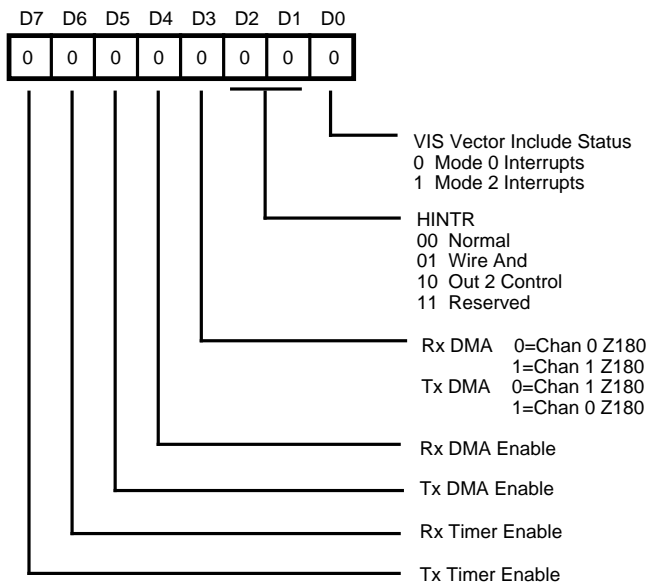 D7 D6 D5 D4 D3 D2 D1 D0
0 0 0 0 0 0 0 0
VIS Vector Include Status
0 Mode 0 Interrupts
1 Mode 2 Interrupts
HINTR
00 Normal
01 Wire And
10 Out 2 Control
11 Reserved
Rx DMA 0=Chan 0 Z180
1=Chan 1 Z180
Tx DMA 0=Chan 1 Z180
1=Chan 0 Z180
Rx DMA Enable
Tx DMA Enable
Rx Timer Enable
Tx Timer Enable